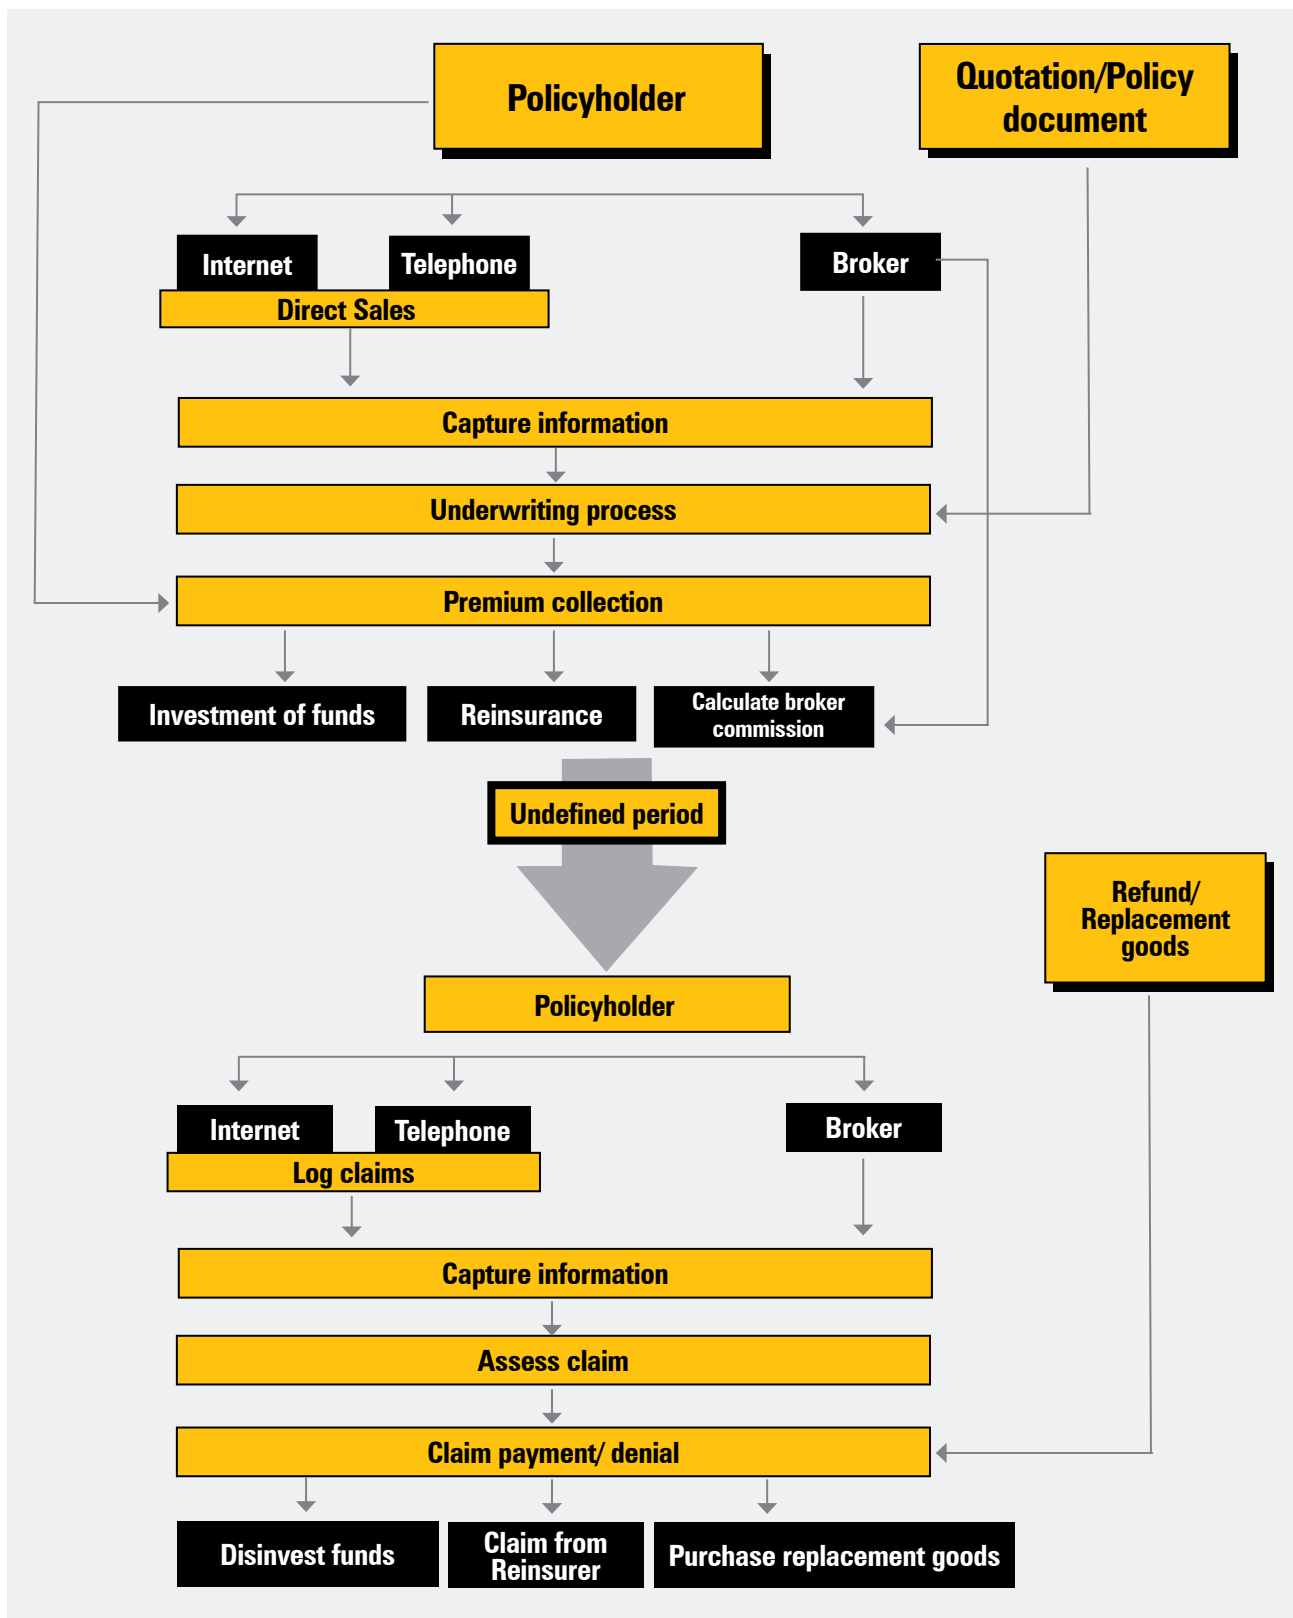 Policyholder
Quotation/Policy
document
Internet
Telephone
Broker
Direct Sales
Capture information
Underwriting process
Premium collection
Investment of funds
Reinsurance
Calculate broker
commission
Undefined period
Refund/
Replacement
goods
Policyholder
Internet
Telephone
Broker
Log claims
Capture information
Assess claim
Claim payment/ denial
Disinvest funds
Claim from
Reinsurer
Purchase replacement goods